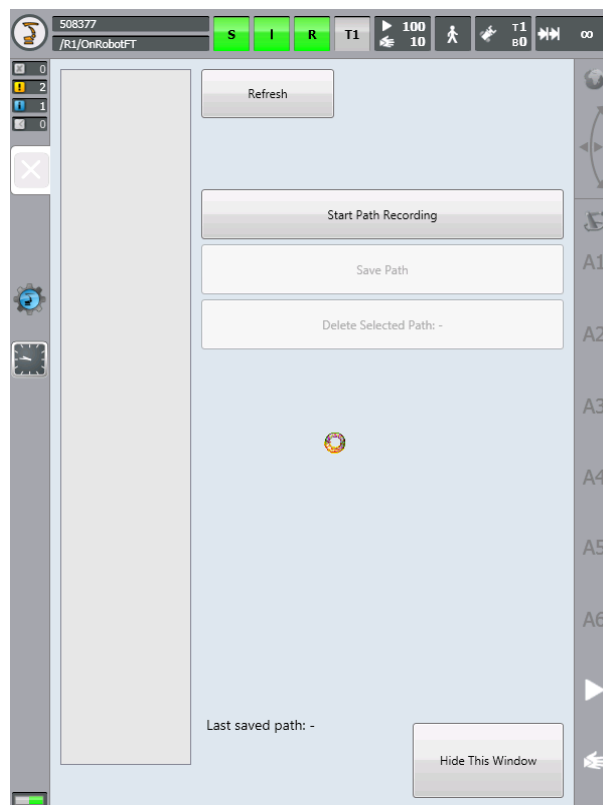 508377
/R1/OnRobotFT
S I R T1 100 10 T1 B0 ∞
0
2
1
0
Refresh
Start Path Recording
Save Path
Delete Selected Path: -
A1
A2
A3
A4
A5
A6
Last saved path: -
Hide This Window